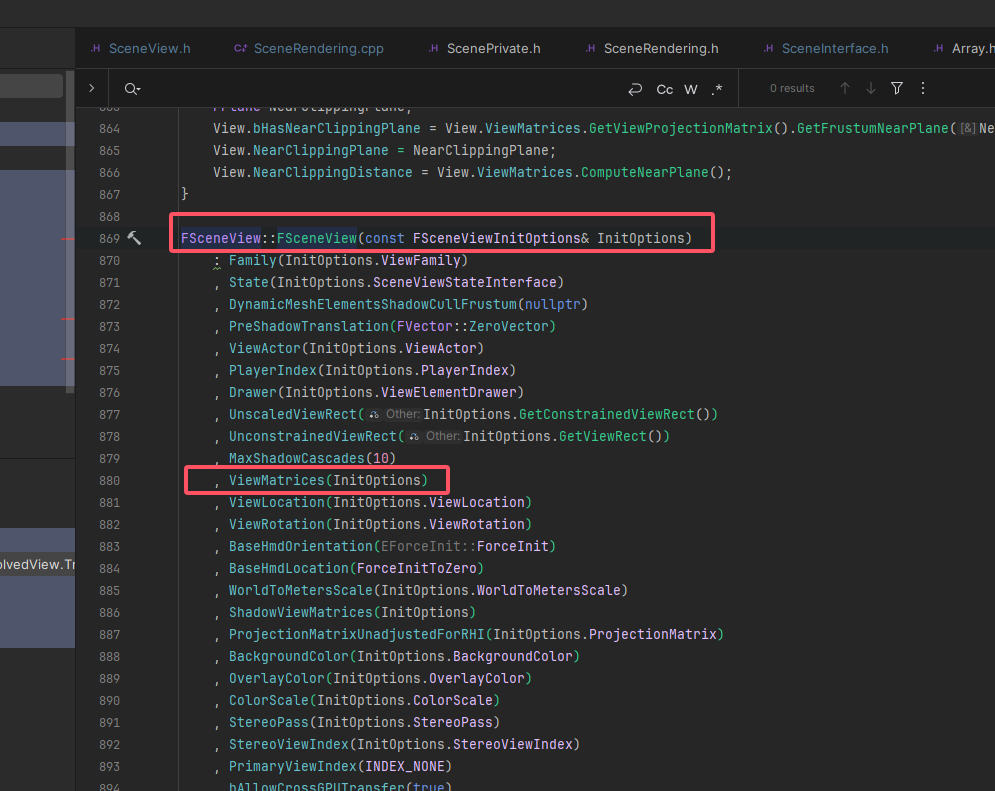 .H SceneView.h C++ SceneRendering.cpp .H ScenePrivate.h .H SceneRendering.h .H SceneInterface.h .H Array.h
Cc W .* 0 results
864 View.bHasNearClippingPlane = View.ViewMatrices.GetViewProjectionMatrix().GetFrustumNearPlane([&]Ne
865 View.NearClippingPlane = NearClippingPlane;
866 View.NearClippingDistance = View.ViewMatrices.ComputeNearPlane();
867 }
868
869 FSceneView::FSceneView(const FSceneViewInitOptions& InitOptions)
870 : Family(InitOptions.ViewFamily)
871 , State(InitOptions.SceneViewStateInterface)
872 , DynamicMeshElementsShadowCullFrustum(nullptr)
873 , PreShadowTranslation(FVector::ZeroVector)
874 , ViewActor(InitOptions.ViewActor)
875 , PlayerIndex(InitOptions.PlayerIndex)
876 , Drawer(InitOptions.ViewElementDrawer)
877 , UnscaledViewRect(Other:InitOptions.GetConstrainedViewRect())
878 , UnconstrainedViewRect(Other:InitOptions.GetViewRect())
879 , MaxShadowCascades(10)
880 , ViewMatrices(InitOptions)
881 , ViewLocation(InitOptions.ViewLocation)
882 , ViewRotation(InitOptions.ViewRotation)
883 , BaseHmdOrientation(EForceInit::ForceInit)
olvedView.Tr
884 , BaseHmdLocation(ForceInitToZero)
885 , WorldToMetersScale(InitOptions.WorldToMetersScale)
886 , ShadowViewMatrices(InitOptions)
887 , ProjectionMatrixUnadjustedForRHI(InitOptions.ProjectionMatrix)
888 , BackgroundColor(InitOptions.BackgroundColor)
889 , OverlayColor(InitOptions.OverlayColor)
890 , ColorScale(InitOptions.ColorScale)
891 , StereoPass(InitOptions.StereoPass)
892 , StereoViewIndex(InitOptions.StereoViewIndex)
893 , PrimaryViewIndex(INDEX_NONE)
894 bAllowCrossGPUTransfer(true)